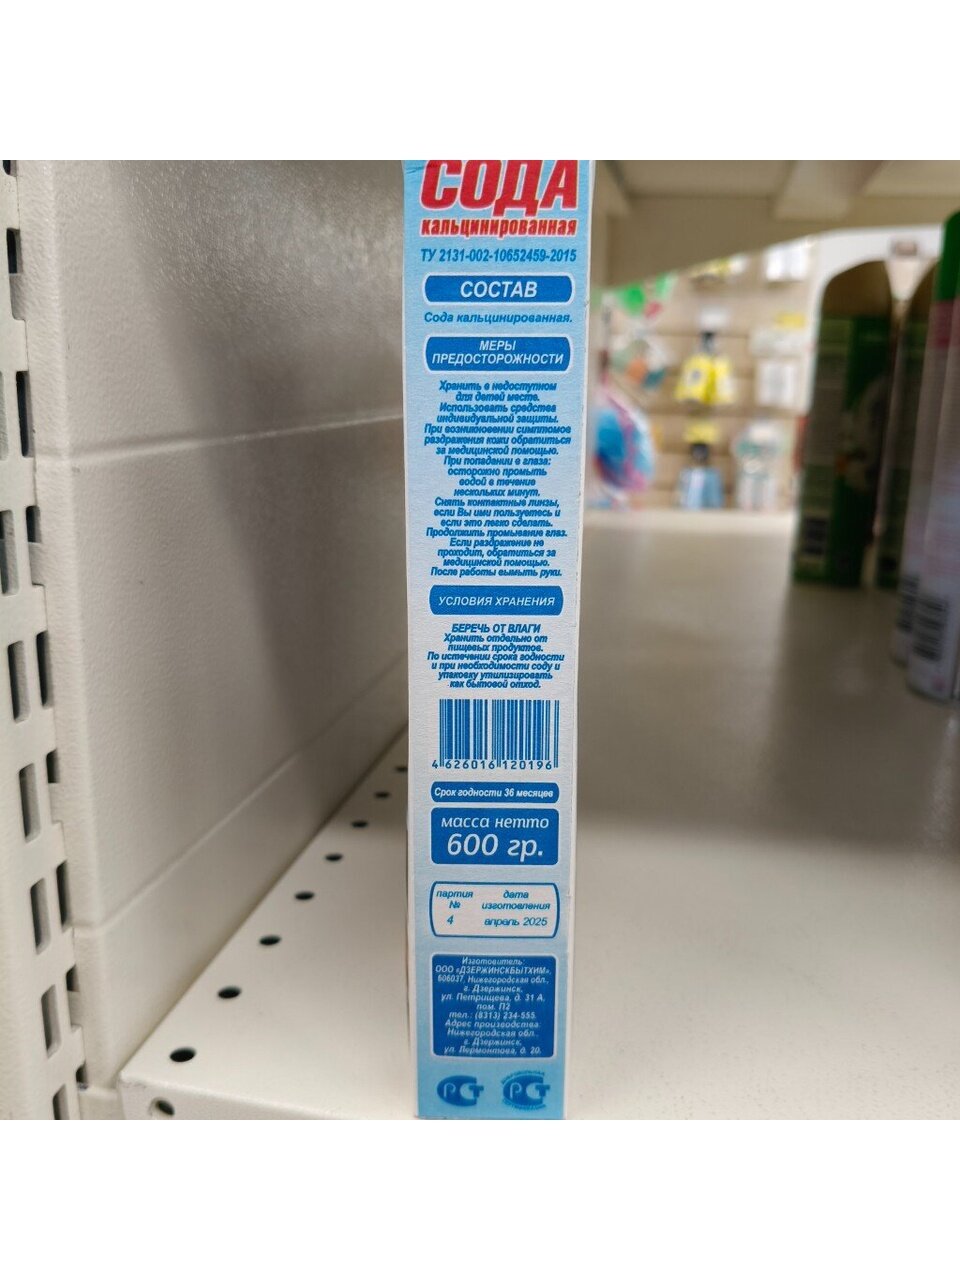 СОДА
кальцинированная
ТУ 2131-002-10652459-2015
СОСТАВ
Сода кальцинированная.
МЕРЫ
ПРЕДОСТОРОЖНОСТИ
Хранить в недоступном
для детей месте.
Использовать средства
индивидуальной защиты.
При возникновении симптомов
раздражения кожи обратиться
за медицинской помощью.
При попадении в глаза:
осторожно промыть
водой в течение
нескольких минут.
Снять контактные линзы,
если Вы ими пользуетесь и
если это легко сделать.
Продолжить промывание глаз.
Если раздражение не
проходит, обратиться за
медицинской помощью.
После работы вымыть руки.
УСЛОВИЯ ХРАНЕНИЯ
БЕРЕЧЬ ОТ ВЛАГИ
Хранить отдельно от
пищевых продуктов.
По истечении срока годности
и при необходимости соду и
упаковку утилизировать
как бытовой отход.
4 626016 120196
Срок годности 36 месяцев
масса нетто
600 гр.
партия дата
№ изготовления
4 апрель 2025
Изготовитель:
ООО «ДЗЕРЖИНСКБЫТХИМ»,
606037, Нижегородская обл.,
г. Дзержинск,
ул. Петрищева, д. 31 А,
пом. П2
тел.: (8313) 234-555.
Адрес производства:
Нижегородская обл.,
г. Дзержинск,
ул. Лермонтова, д. 20.
РСТ РСТ